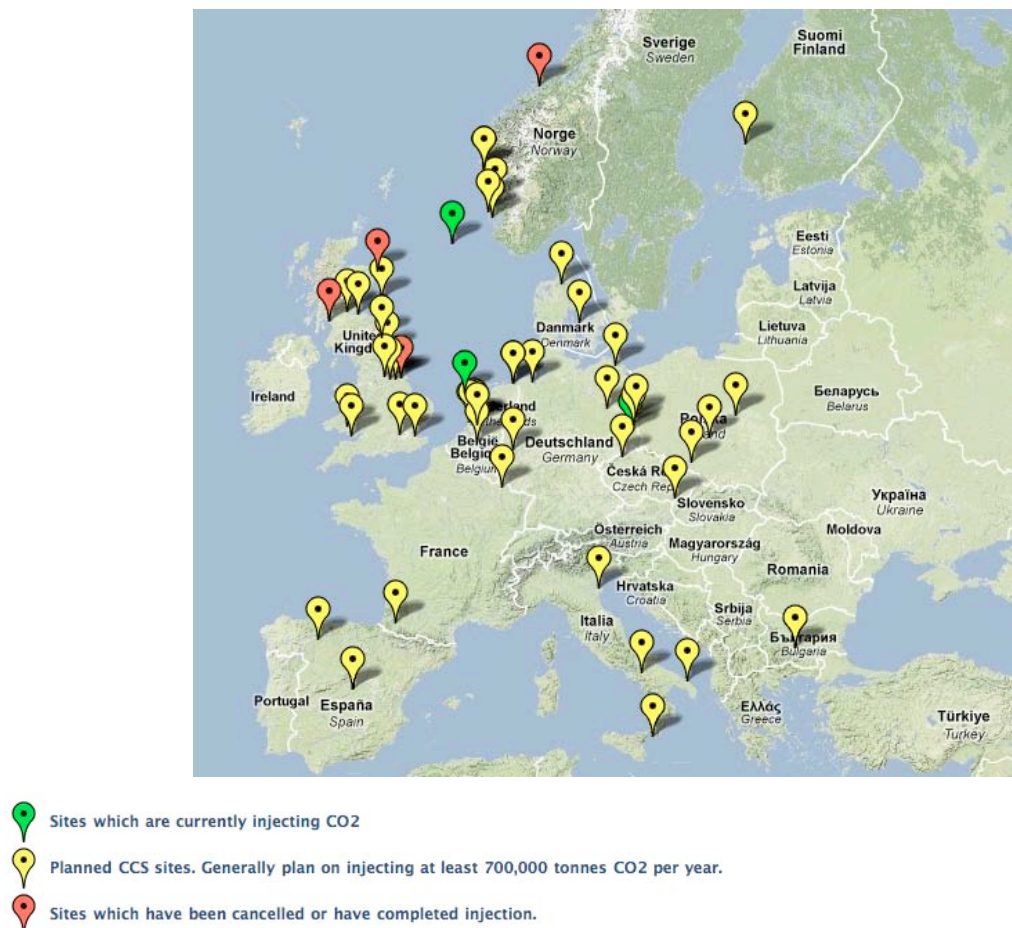 Sverige
Sweden
Suomi
Finland
Norge
Norway
Eesti
Estonia
Latvija
Latvia
Lietuva
Lithuania
Danmark
Denmark
United
Ireland
Беларусь
Belarus
België
Belgiq
Belgium
Deutschland
Germany
Česká R
Czech Rep
Slovensko
Slovakia
Україна
Ukraine
Österreich
Austria
Magyarország
Hungary
Moldova
France
Romania
Hrvatska
Croatia
Srbija
Serbia
Italia
Italy
Bulgaria
Portugal
España
Spain
Ελλάς
Greece
Türkiye
Turkey
Sites which are currently injecting CO2
Planned CCS sites. Generally plan on injecting at least 700,000 tonnes CO2 per year.
Sites which have been cancelled or have completed injection.